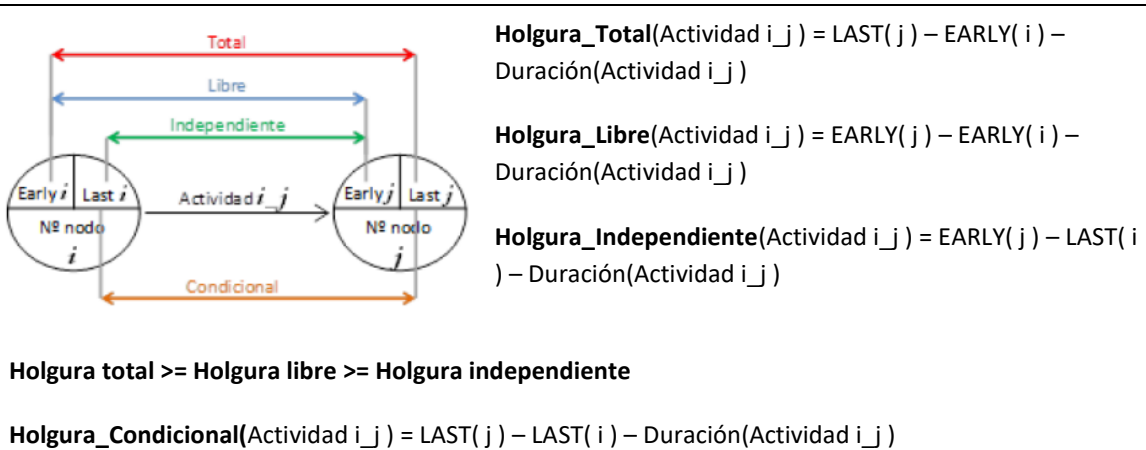 Total
Libre
Independiente
Early i Last i
Actividad i_j
Early j Last j
Nº nodo
i
Nº nodo
j
Condicional
Holgura_Total(Actividad i_j ) = LAST( j ) – EARLY( i ) –
Duración(Actividad i_j )
Holgura_Libre(Actividad i_j ) = EARLY( j ) – EARLY( i ) –
Duración(Actividad i_j )
Holgura_Independiente(Actividad i_j ) = EARLY( j ) – LAST( i
) – Duración(Actividad i_j )
Holgura total >= Holgura libre >= Holgura independiente
Holgura_Condicional(Actividad i_j ) = LAST( j ) – LAST( i ) – Duración(Actividad i_j )